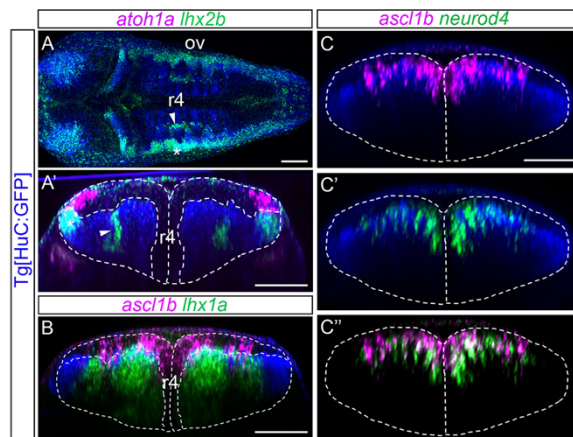 atoh1a lhx2b
ascl1b neurod4
A
ov
r4
*
C
A'
r4
C'
ascl1b lhx1a
B
r4
C''
Tg[HuC:GFP]